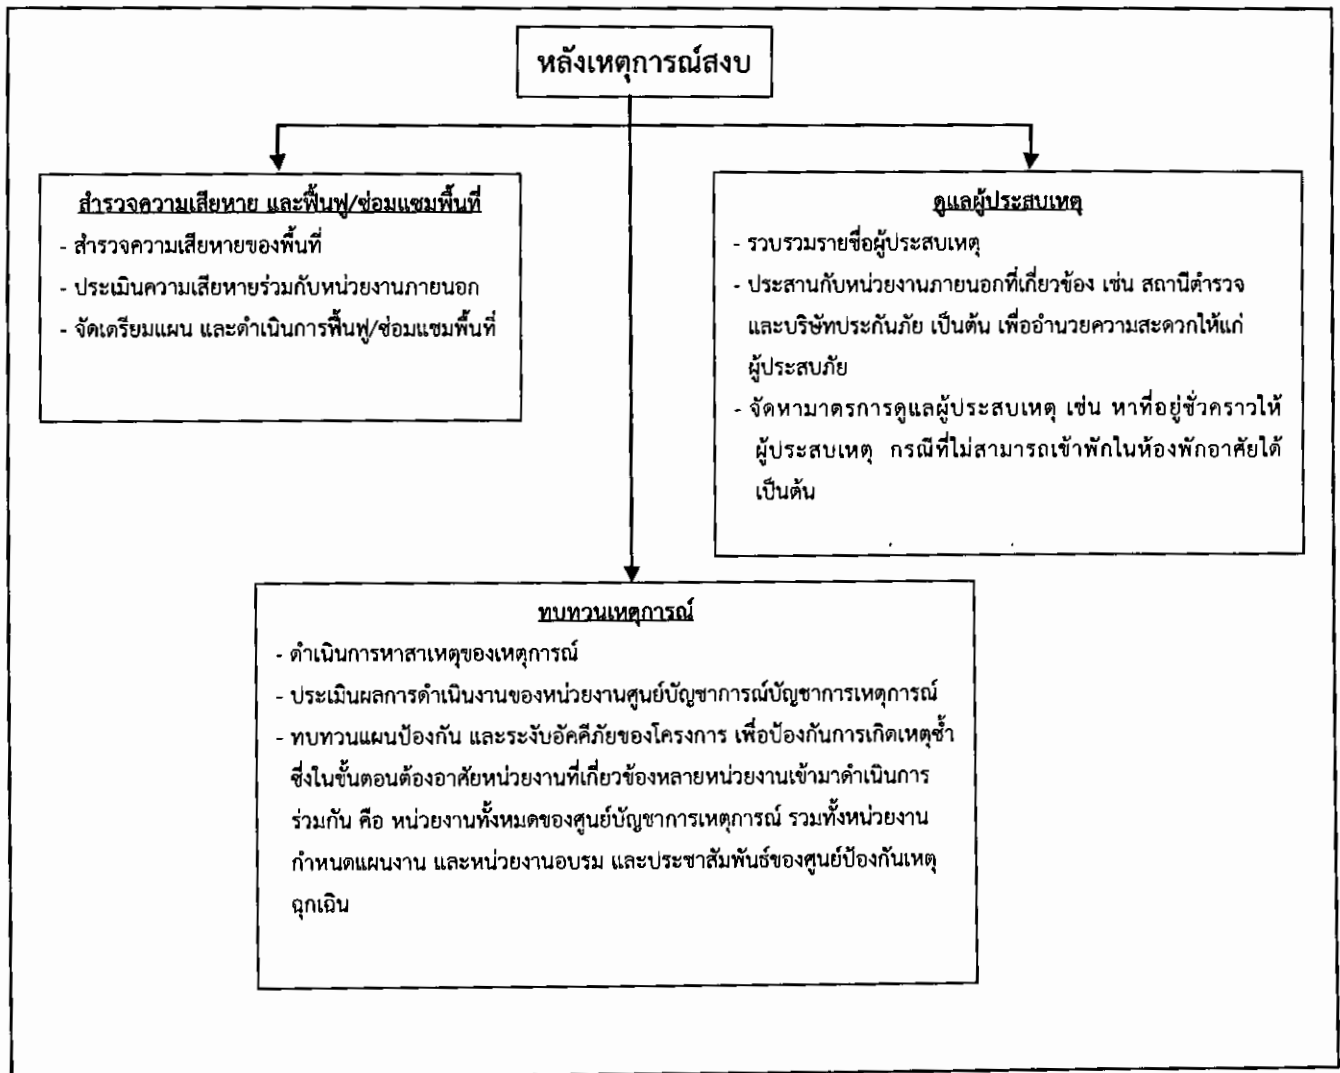 หลังเหตุการณ์สงบ
สำรวจความเสียหาย และฟื้นฟู/ซ่อมแซมพื้นที่
- สำรวจความเสียหายของพื้นที่
- ประเมินความเสียหายร่วมกับหน่วยงานภายนอก
- จัดเตรียมแผน และดำเนินการฟื้นฟู/ซ่อมแซมพื้นที่
ดูแลผู้ประสบเหตุ
- รวบรวมรายชื่อผู้ประสบเหตุ
- ประสานกับหน่วยงานภายนอกที่เกี่ยวข้อง เช่น สถานีตำรวจ
และบริษัทประกันภัย เป็นต้น เพื่ออำนวยความสะดวกให้แก่
ผู้ประสบภัย
- จัดหามาตรการดูแลผู้ประสบเหตุ เช่น หาที่อยู่ชั่วคราวให้
ผู้ประสบเหตุ กรณีที่ไม่สามารถเข้าพักในห้องพักอาศัยได้
เป็นต้น
ทบทวนเหตุการณ์
- ดำเนินการหาสาเหตุของเหตุการณ์
- ประเมินผลการดำเนินงานของหน่วยงานศูนย์บัญชาการณ์บัญชาการเหตุการณ์
- ทบทวนแผนป้องกัน และระงับอัคคีภัยของโครงการ เพื่อป้องกันการเกิดเหตุซ้ำ
ซึ่งในขั้นตอนต้องอาศัยหน่วยงานที่เกี่ยวข้องหลายหน่วยงานเข้ามาดำเนินการ
ร่วมกัน คือ หน่วยงานทั้งหมดของศูนย์บัญชาการเหตุการณ์ รวมทั้งหน่วยงาน
กำหนดแผนงาน และหน่วยงานอบรม และประชาสัมพันธ์ของศูนย์ป้องกันเหตุ
ฉุกเฉิน